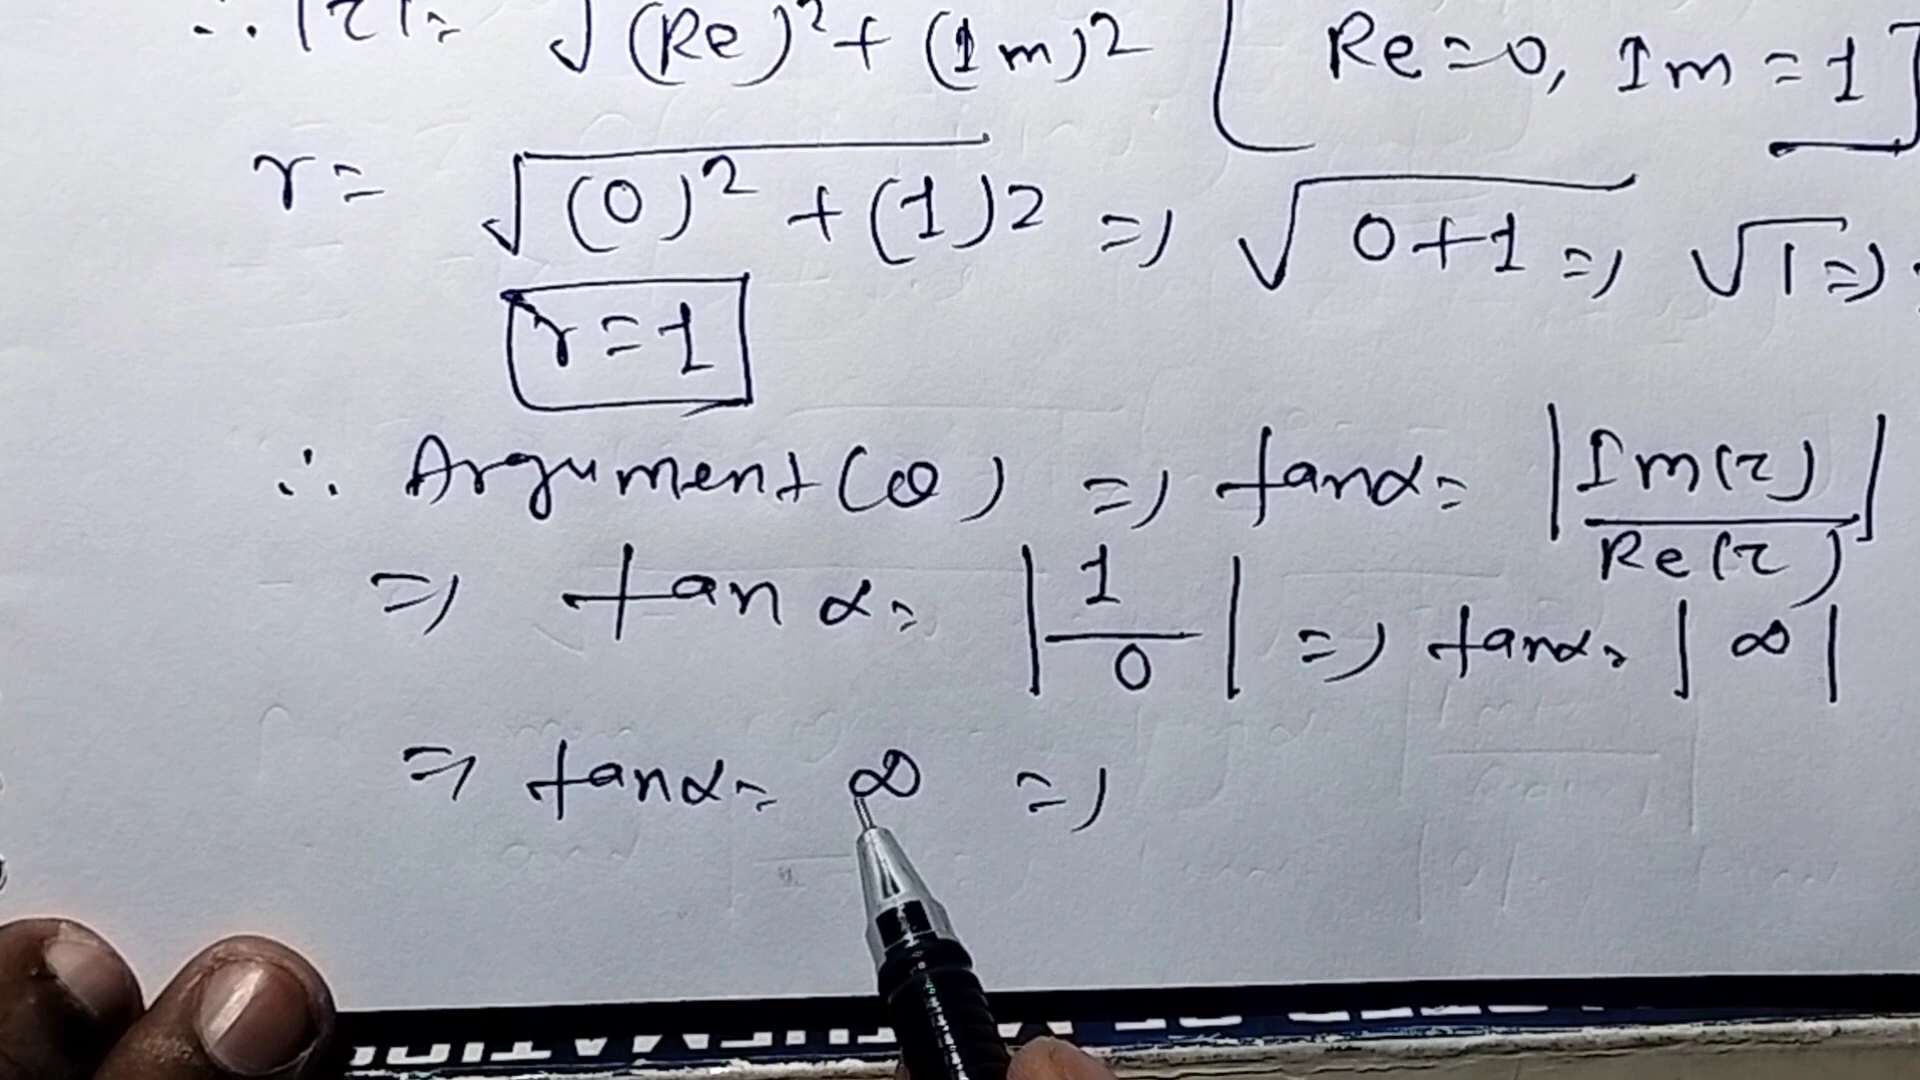 ∴ |z| = √(Re)² + (Im)² [Re = 0, Im = 1]
r = √(0)² + (1)2 => √0+1 => √1 =>
r = 1
∴ Argument (θ) => tanα = |Im(z)/Re(z)|
=> tan α = |1/0| => tanα = |∞|
=> tanα = ∞ =>